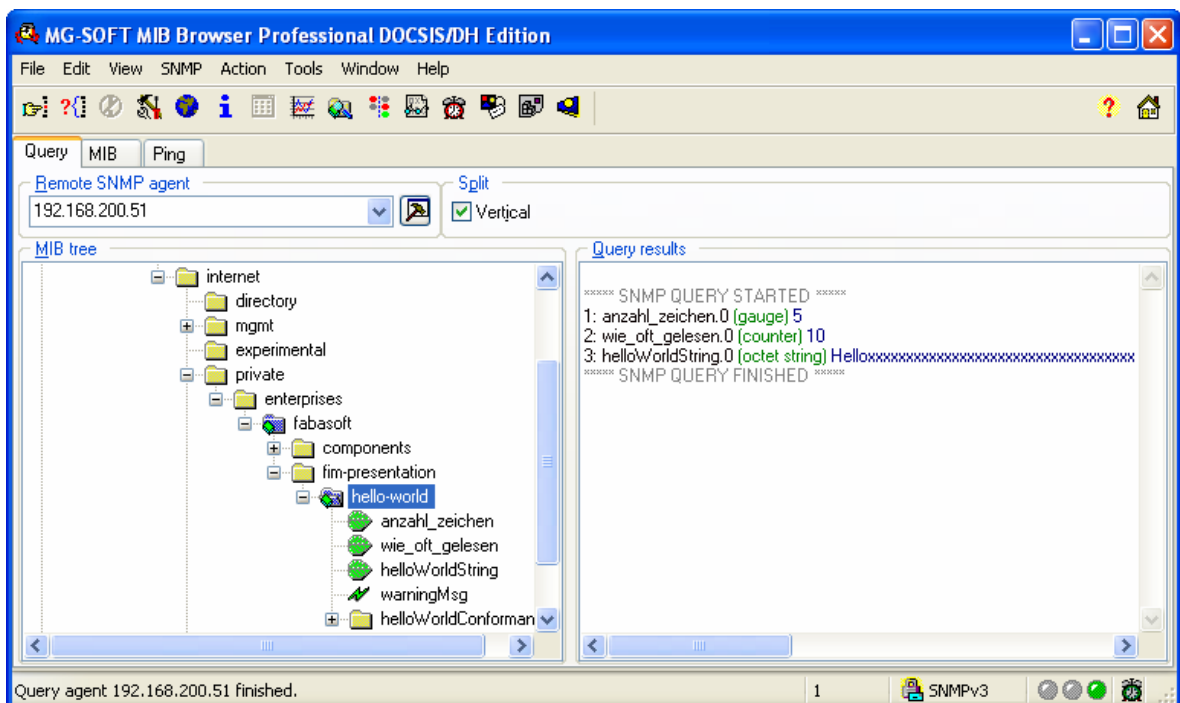 MG-SOFT MIB Browser Professional DOCSIS/DH Edition
File Edit View SNMP Action Tools Window Help
Query MIB Ping
Remote SNMP agent
192.168.200.51
Split
Vertical
MIB tree
internet
directory
mgmt
experimental
private
enterprises
fabasoft
components
fim-presentation
hello-world
anzahl_zeichen
wie_oft_gelesen
helloWorldString
warningMsg
helloWorldConforman
Query results
***** SNMP QUERY STARTED *****
1: anzahl_zeichen.0 (gauge) 5
2: wie_oft_gelesen.0 (counter) 10
3: helloWorldString.0 (octet string) Helloxxxxxxxxxxxxxxxxxxxxxxxxxxxxxxxxxxx
***** SNMP QUERY FINISHED *****
Query agent 192.168.200.51 finished.
1
SNMPv3